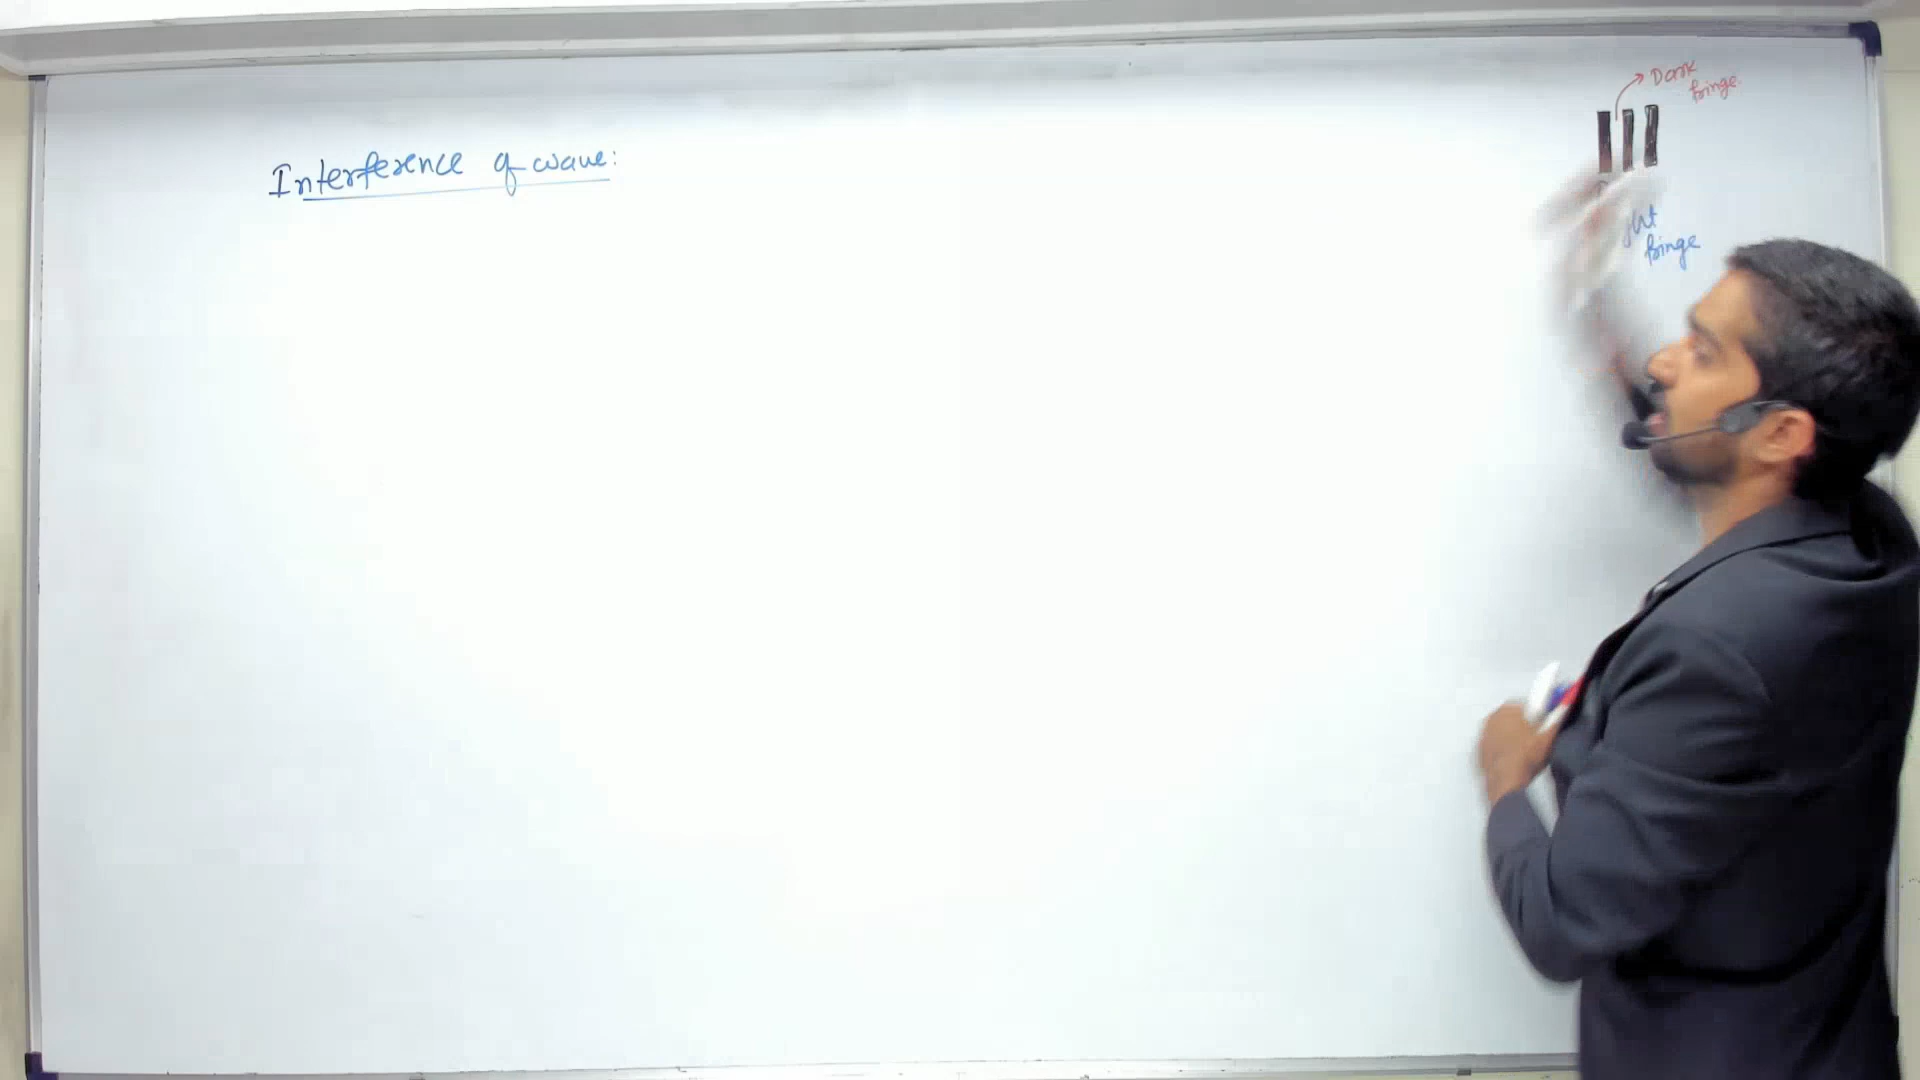 Interference of wave:
Dark
fringe
fringe